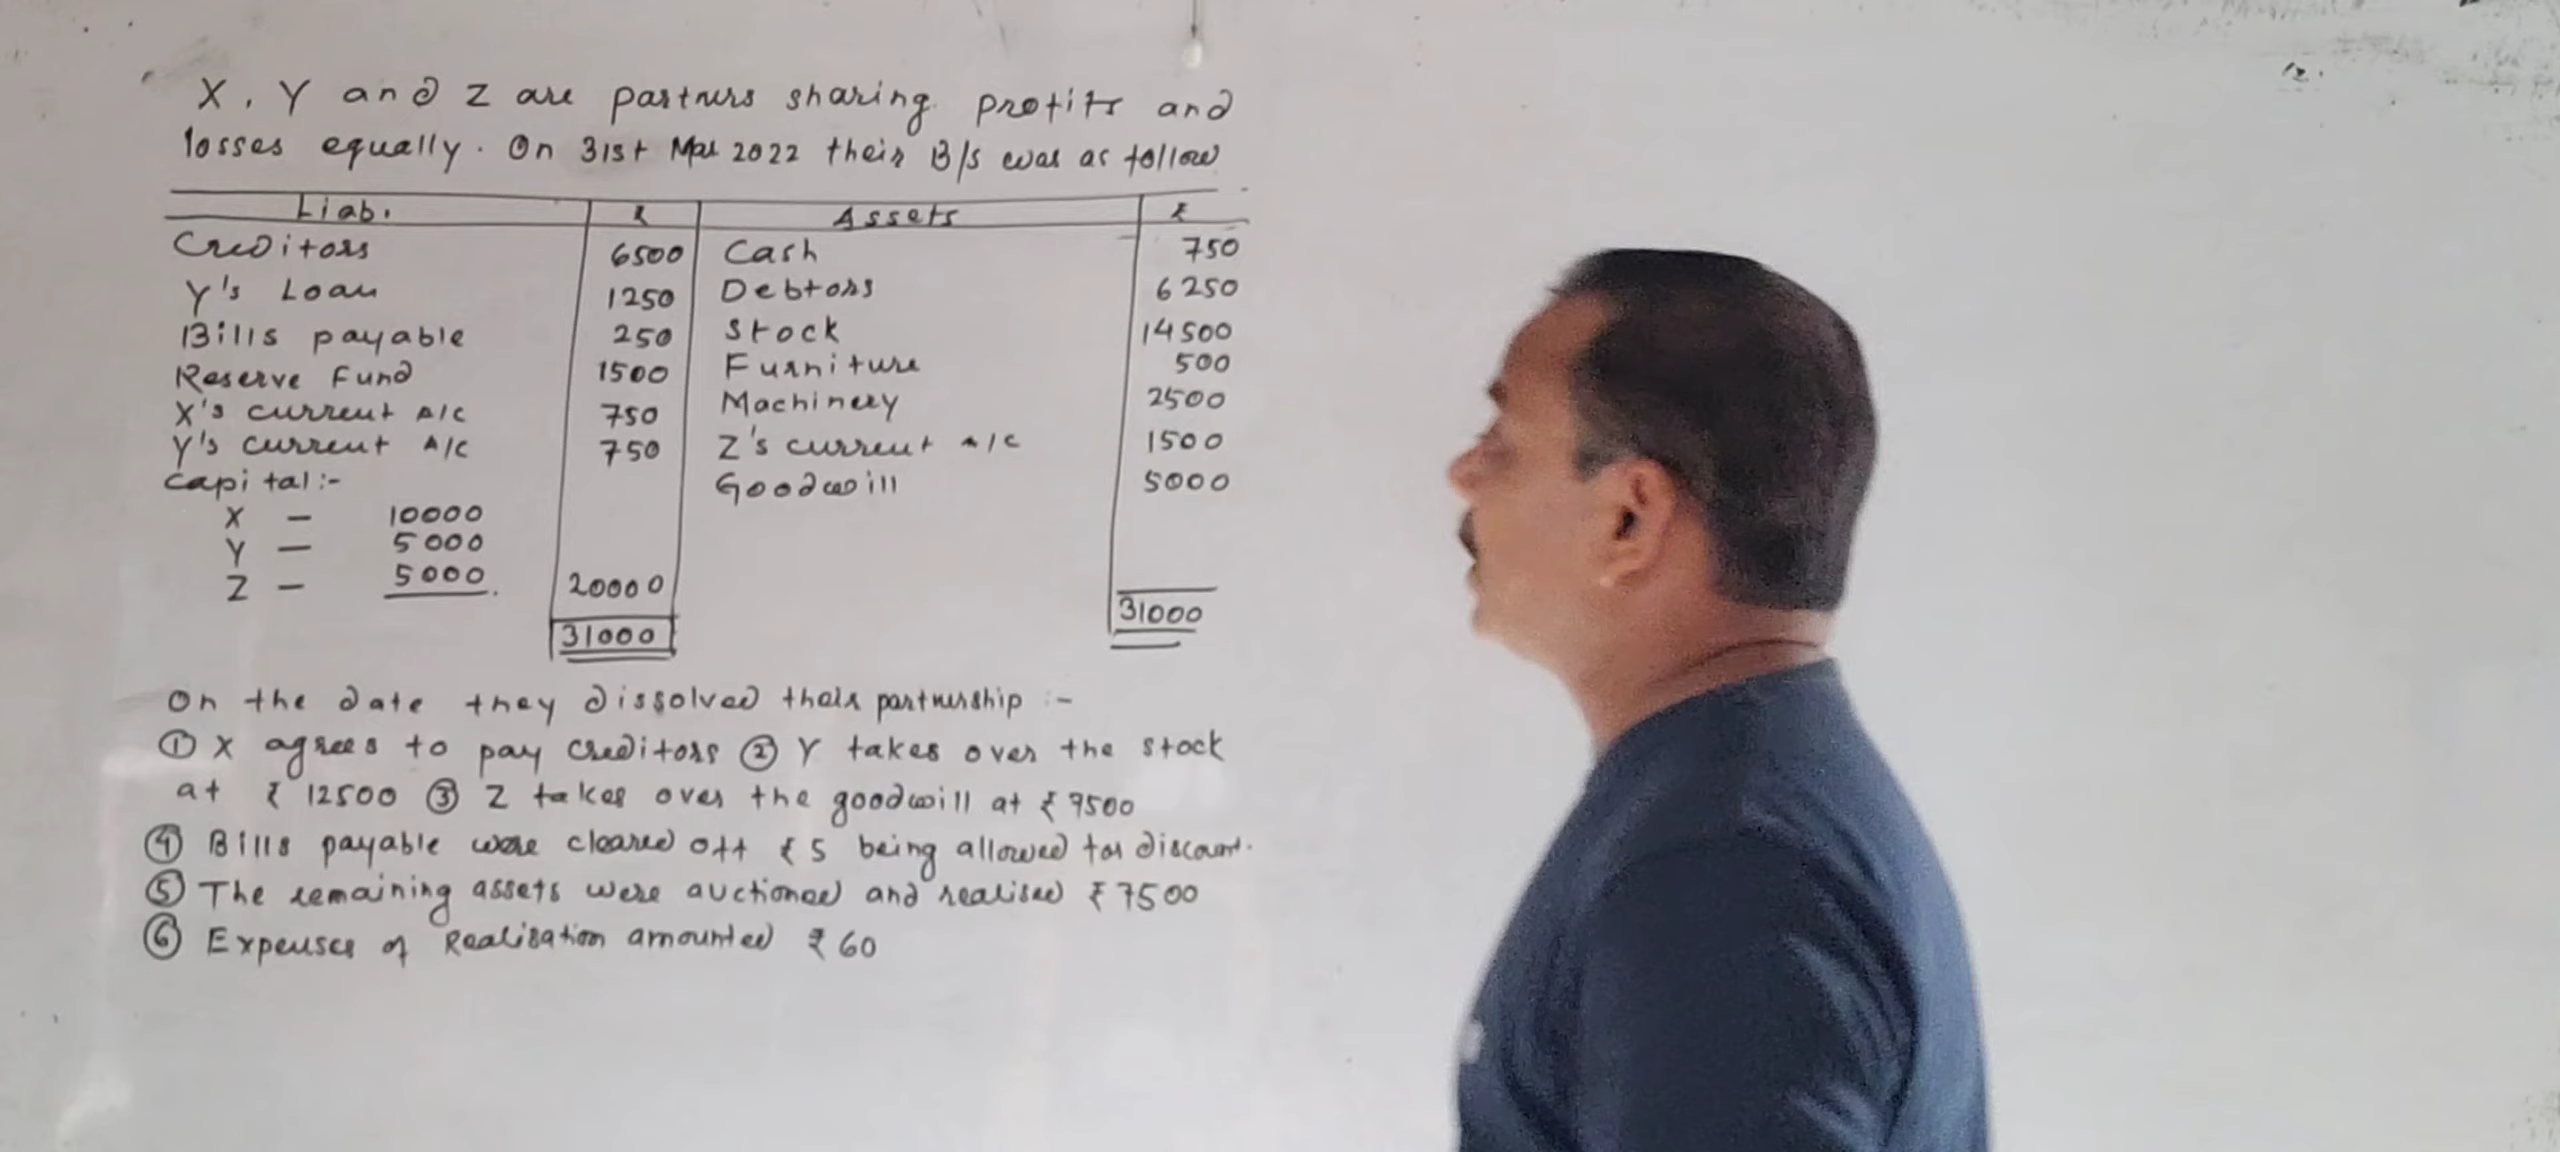 X, Y and Z are partners sharing profits and
losses equally. On 31st Mar 2022 their B/s was as follow
Liab. ₹ Assets ₹
Creditors 6500 Cash 750
Y's Loan 1250 Debtors 6250
Bills payable 250 Stock 14500
Reserve Fund 1500 Furniture 500
X's current A/C 750 Machinery 2500
Y's current A/C 750 Z's current A/C 1500
Capital:- Goodwill 5000
X - 10000
Y - 5000
Z - 5000 20000
31000 31000
On the date they dissolved their partnership :-
① X agrees to pay creditors ② Y takes over the stock
at ₹ 12500 ③ Z takes over the goodwill at ₹ 7500
④ Bills payable were cleared off ₹ 5 being allowed for discount.
⑤ The remaining assets were auctioned and realised ₹ 7500
⑥ Expenses of Realisation amounted ₹ 60